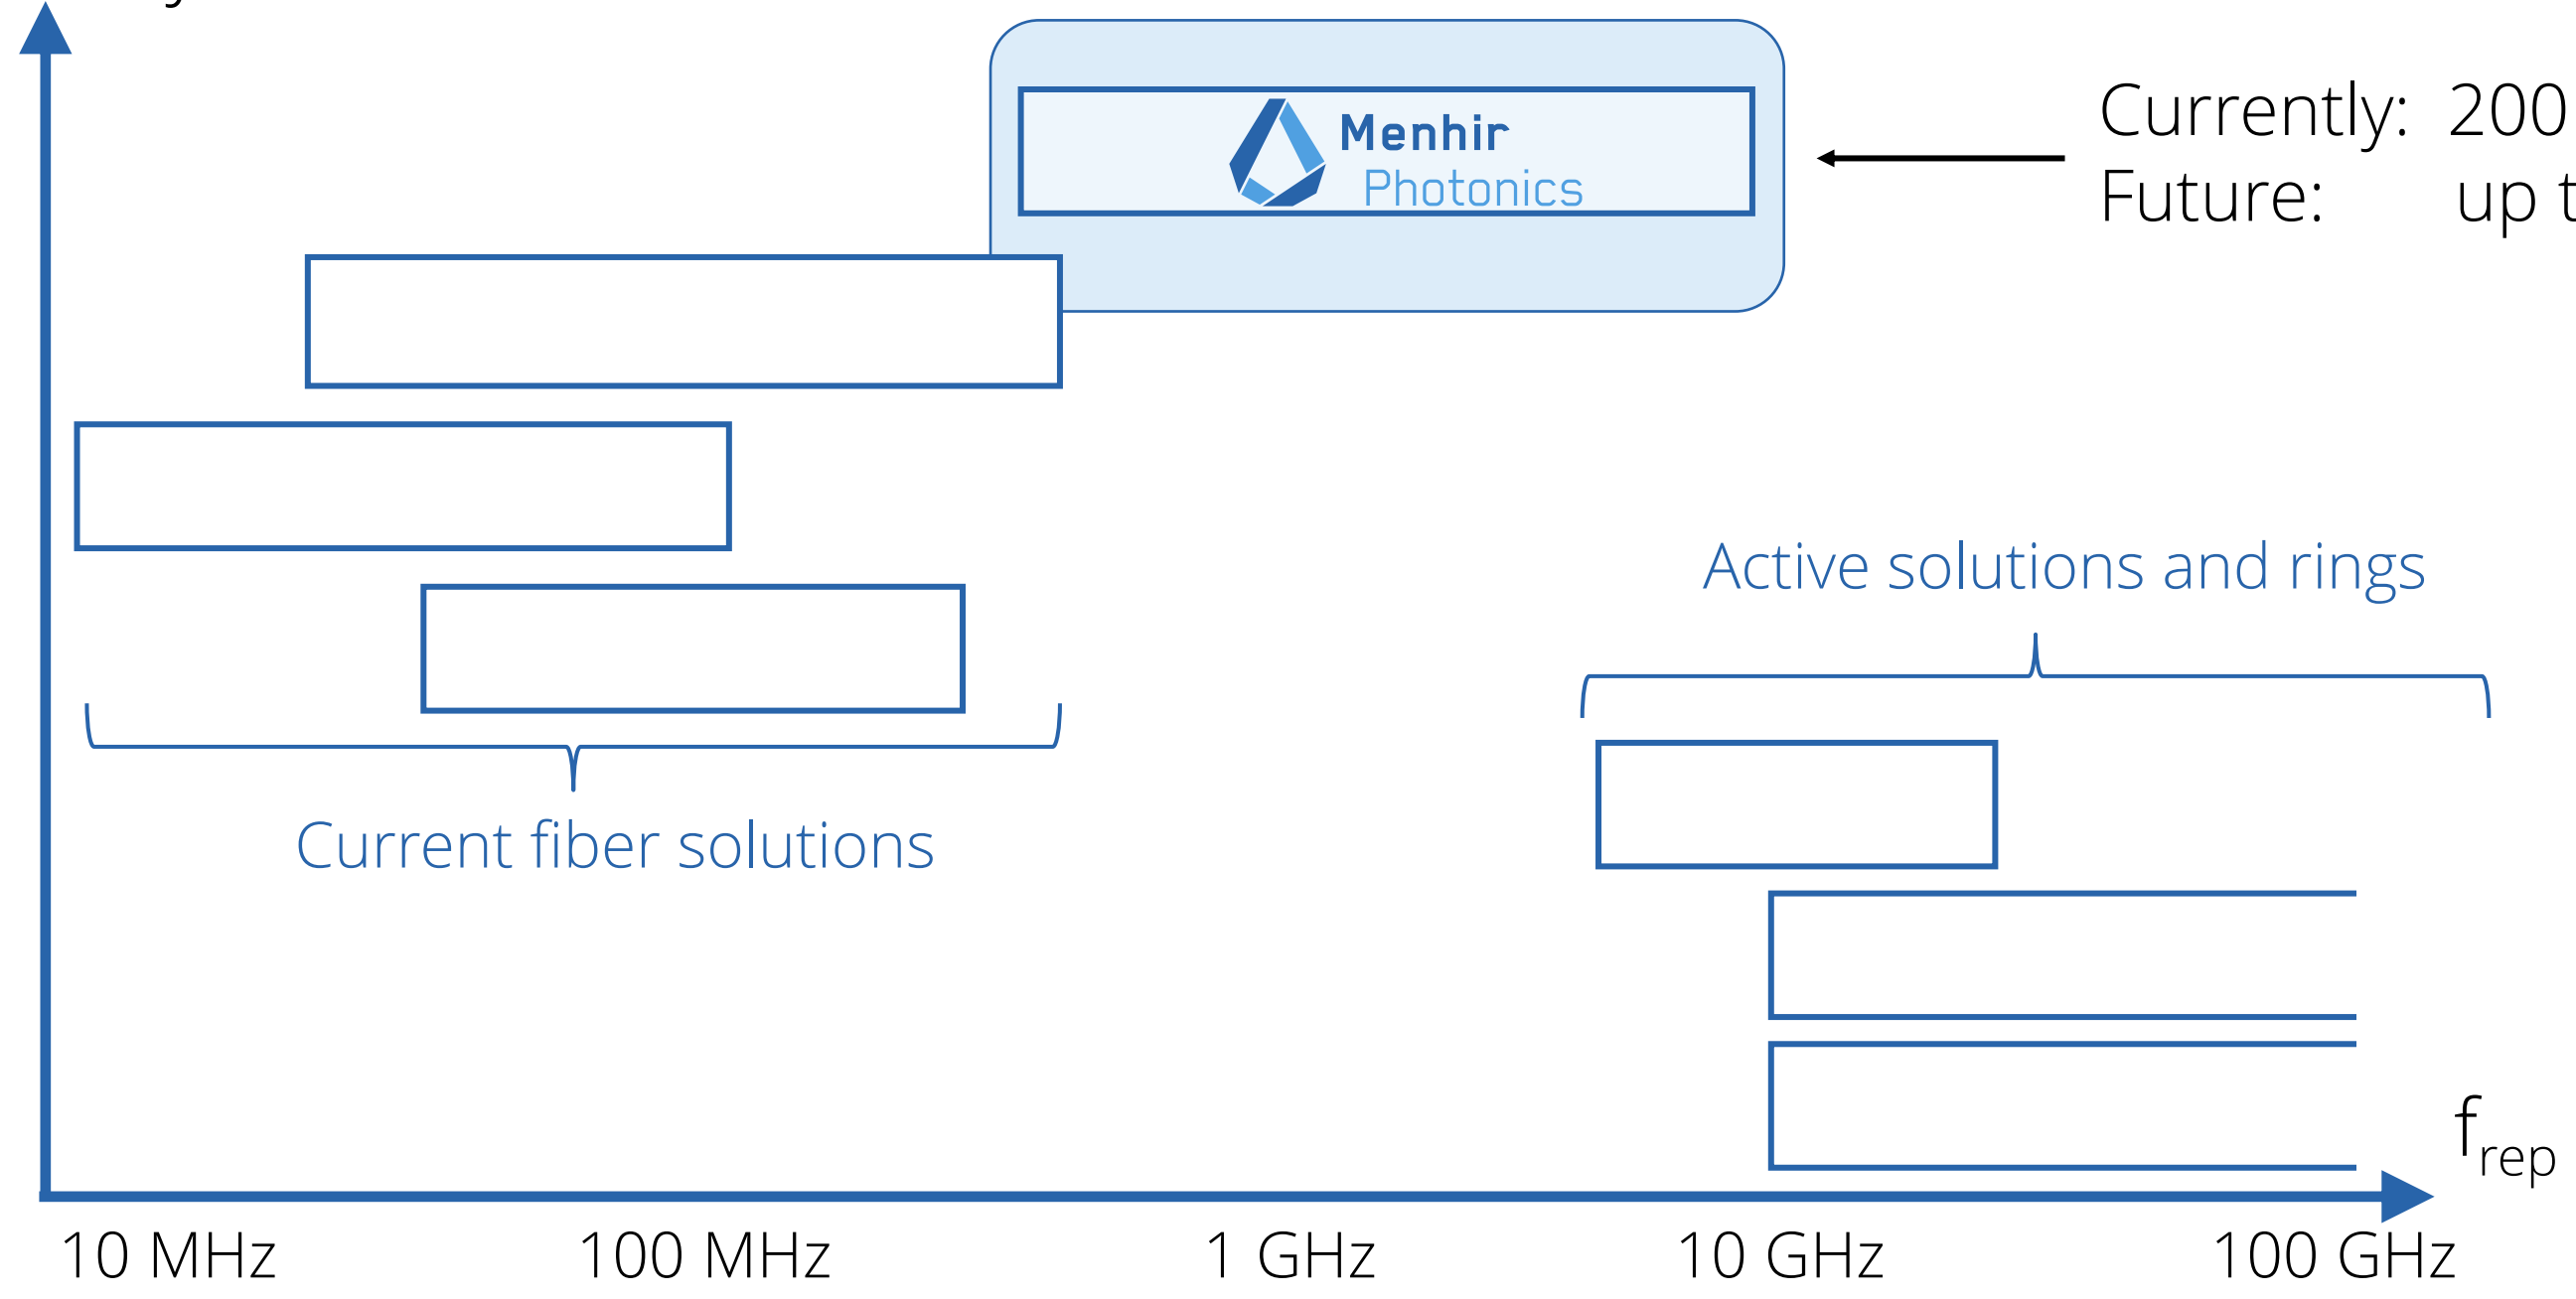 Menhir
Photonics
Currently: 200
Future: up
Active solutions and rings
Current fiber solutions
frep
10 MHz
100 MHz
1 GHz
10 GHz
100 GHz